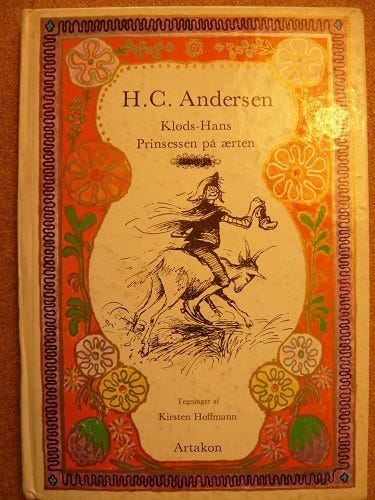 H.C. Andersen
Klods-Hans
Prinsessen på ærten
Tegninger af
Kirsten Hoffmann
Artakon